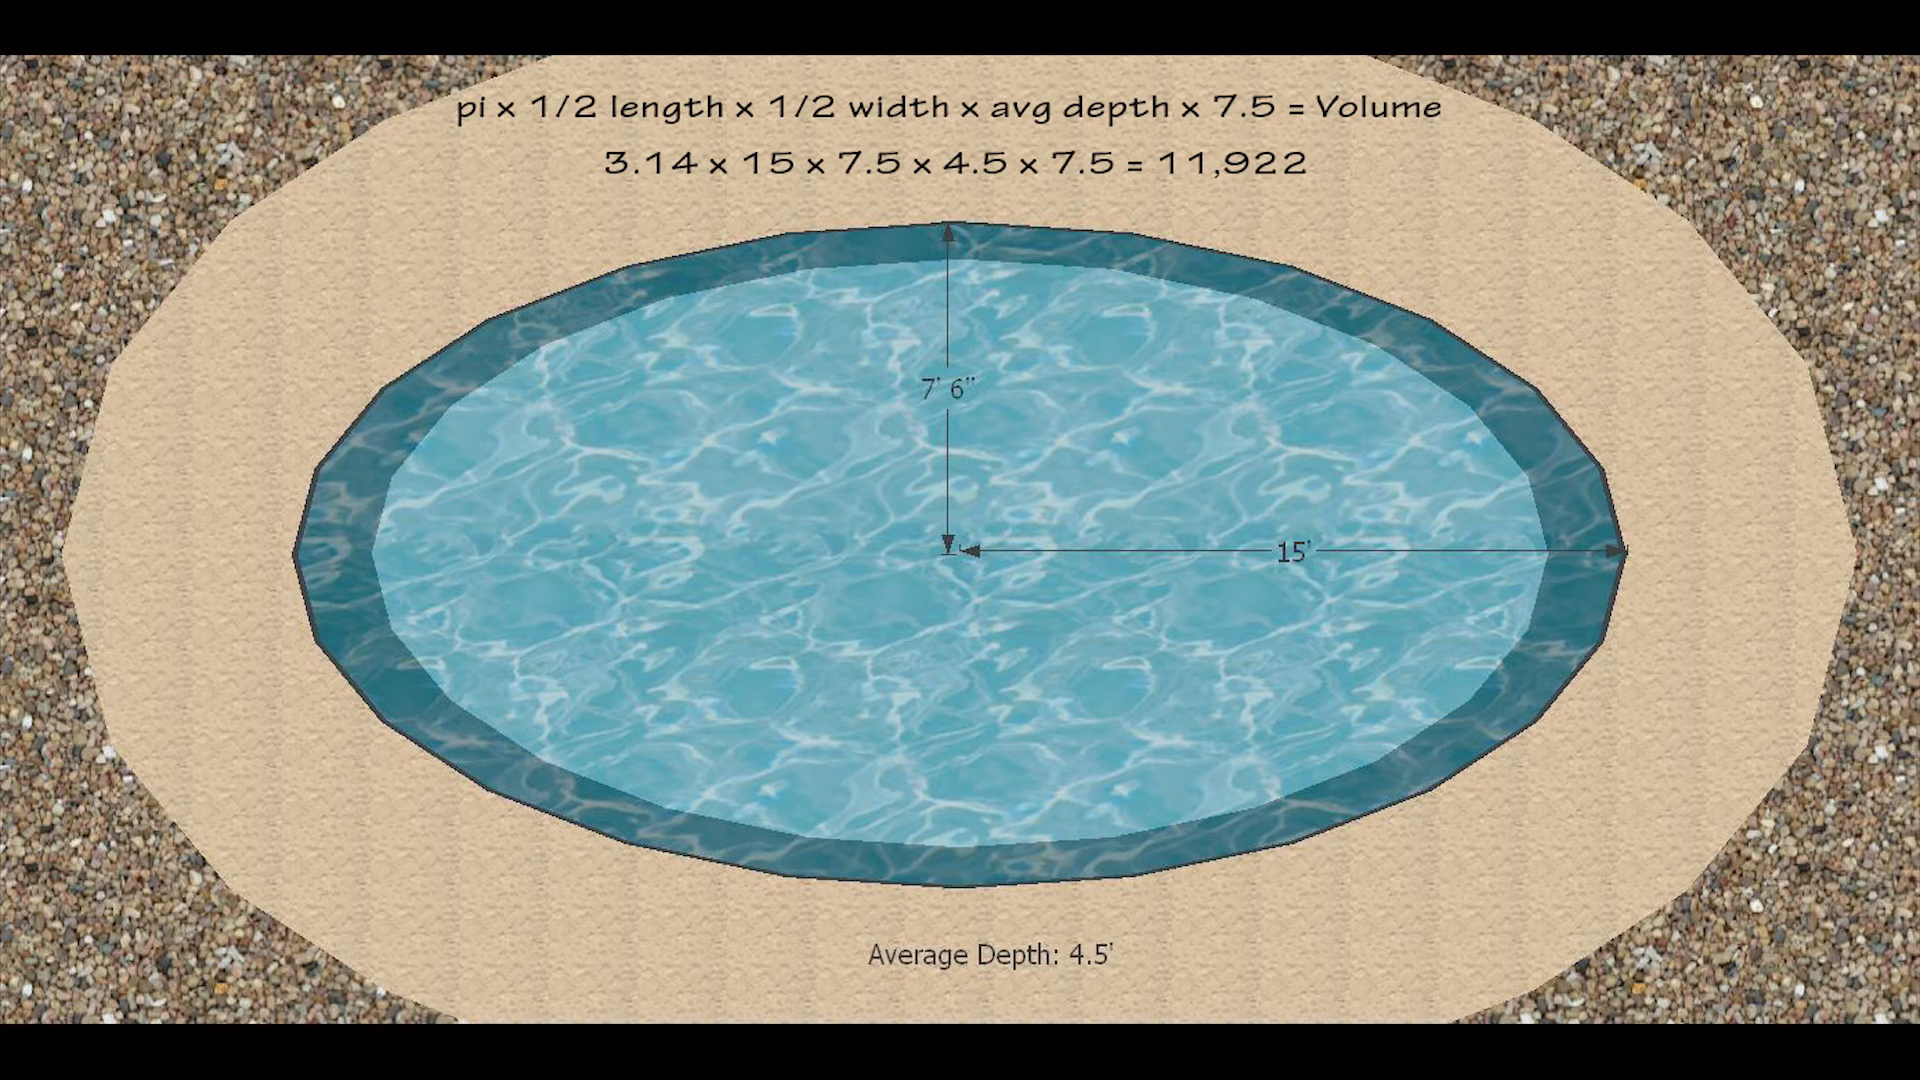 pi x 1/2 length x 1/2 width x avg depth x 7.5 = Volume
3.14 x 15 x 7.5 x 4.5 x 7.5 = 11,922
7' 6"
15'
Average Depth: 4.5'